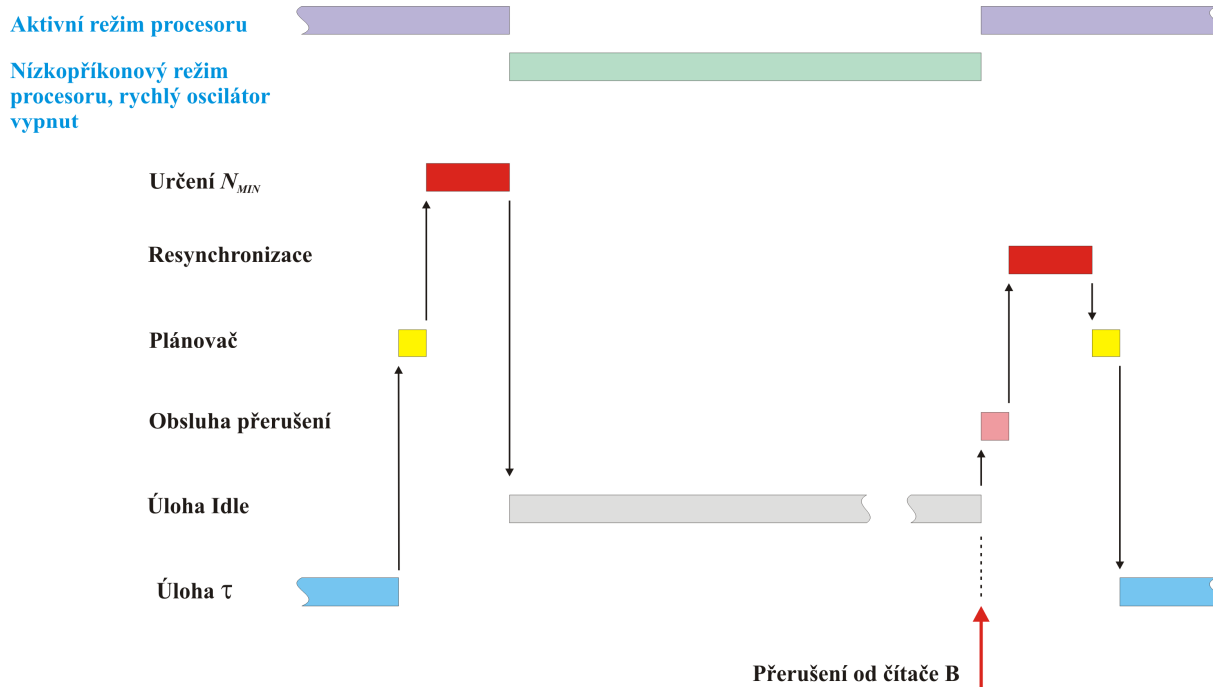 Aktivní režim procesoru
Nízkopříkonový režim
procesoru, rychlý oscilátor
vypnut
Určení N_MIN
Resynchronizace
Plánovač
Obsluha přerušení
Úloha Idle
Úloha τ
Přerušení od čítače B